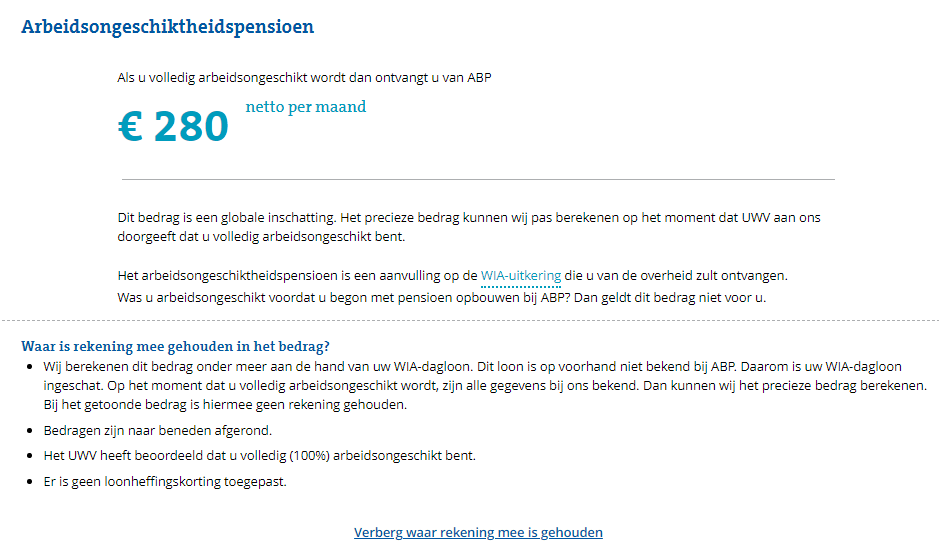 Arbeidsongeschiktheidspensioen
Als u volledig arbeidsongeschikt wordt dan ontvangt u van ABP
€ 280 netto per maand
Dit bedrag is een globale inschatting. Het precieze bedrag kunnen wij pas berekenen op het moment dat UWV aan ons
doorgeeft dat u volledig arbeidsongeschikt bent.
Het arbeidsongeschiktheidspensioen is een aanvulling op de WIA-uitkering die u van de overheid zult ontvangen.
Was u arbeidsongeschikt voordat u begon met pensioen opbouwen bij ABP? Dan geldt dit bedrag niet voor u.
Waar is rekening mee gehouden in het bedrag?
• Wij berekenen dit bedrag onder meer aan de hand van uw WIA-dagloon. Dit loon is op voorhand niet bekend bij ABP. Daarom is uw WIA-dagloon
ingeschat. Op het moment dat u volledig arbeidsongeschikt wordt, zijn alle gegevens bij ons bekend. Dan kunnen wij het precieze bedrag berekenen.
Bij het getoonde bedrag is hiermee geen rekening gehouden.
• Bedragen zijn naar beneden afgerond.
• Het UWV heeft beoordeeld dat u volledig (100%) arbeidsongeschikt bent.
• Er is geen loonheffingskorting toegepast.
Verberg waar rekening mee is gehouden